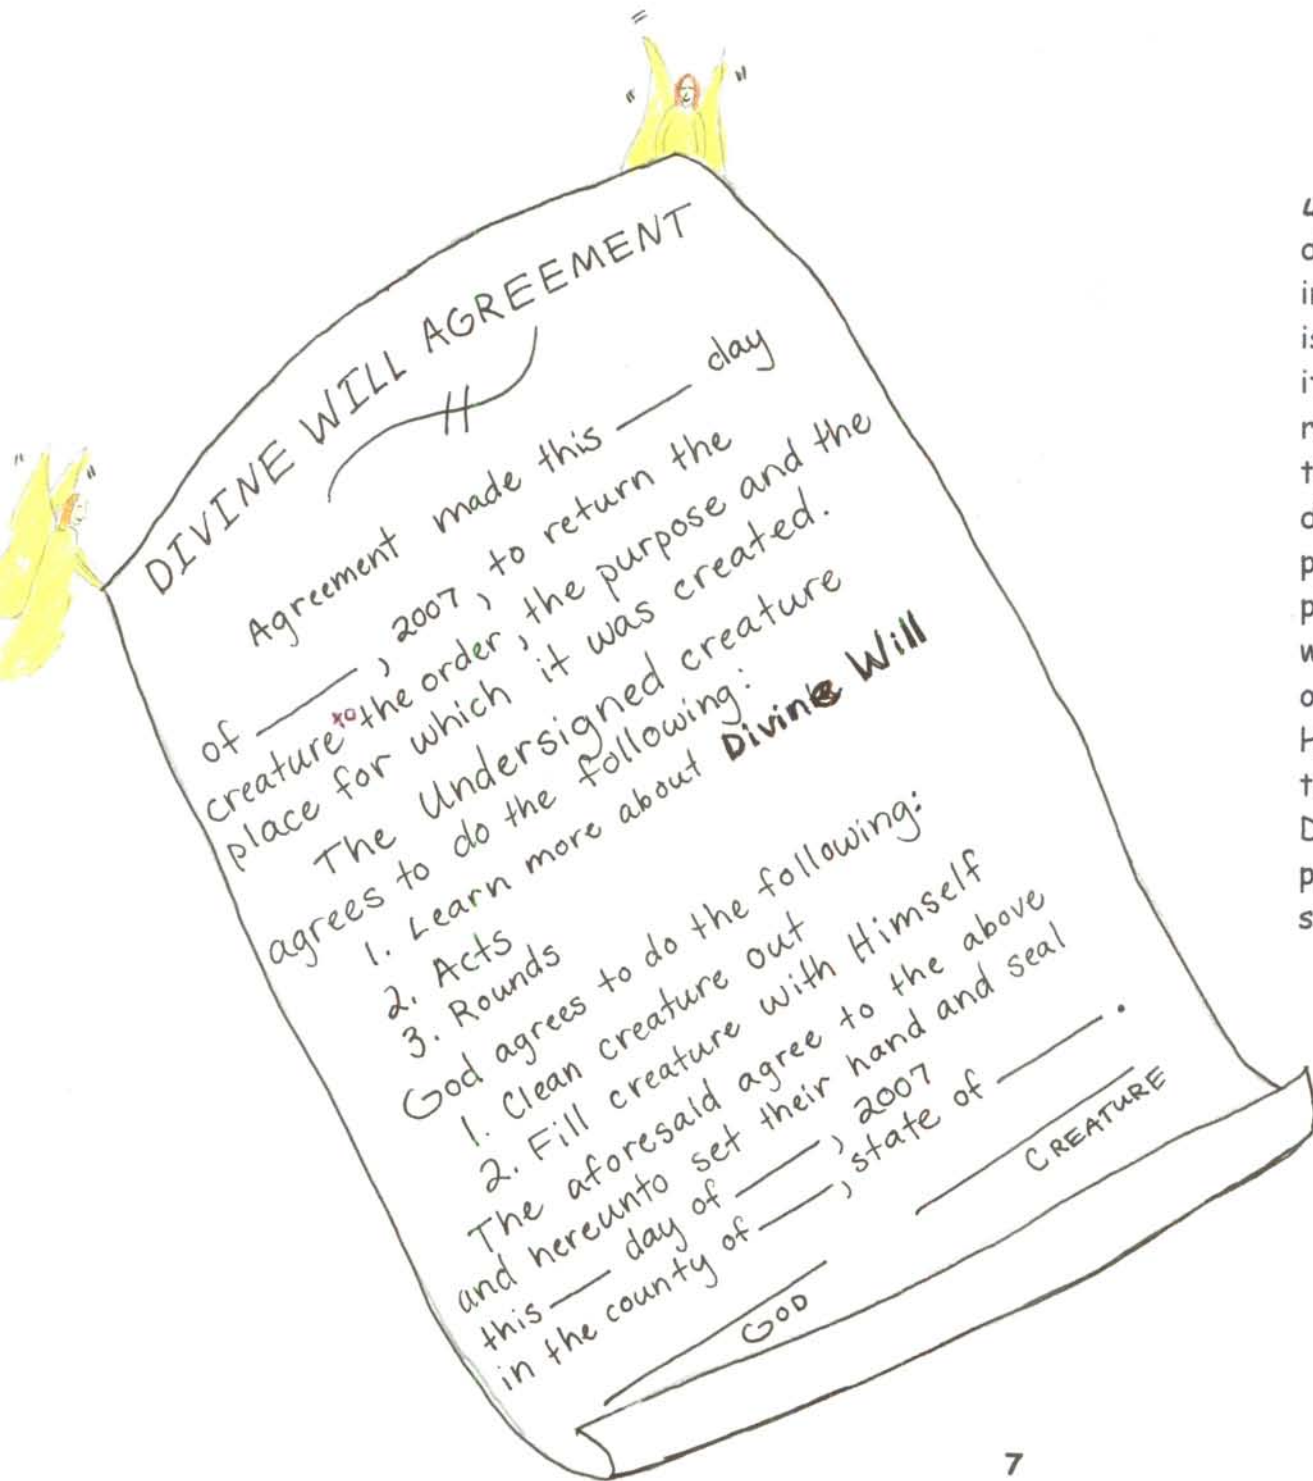 DIVINE WILL AGREEMENT
Agreement made this ___ day
of ___, 2007, to return the
creature to the order, the purpose and the
place for which it was created.
The Undersigned creature
agrees to do the following:
1. Learn more about Divine Will
2. Acts
3. Rounds
God agrees to do the following:
1. Clean creature out
2. Fill creature with Himself
The aforesaid agree to the above
and hereunto set their hand and seal
this ___ day of ___, 2007
in the county of ___, state of ___.
CREATURE
GOD
7